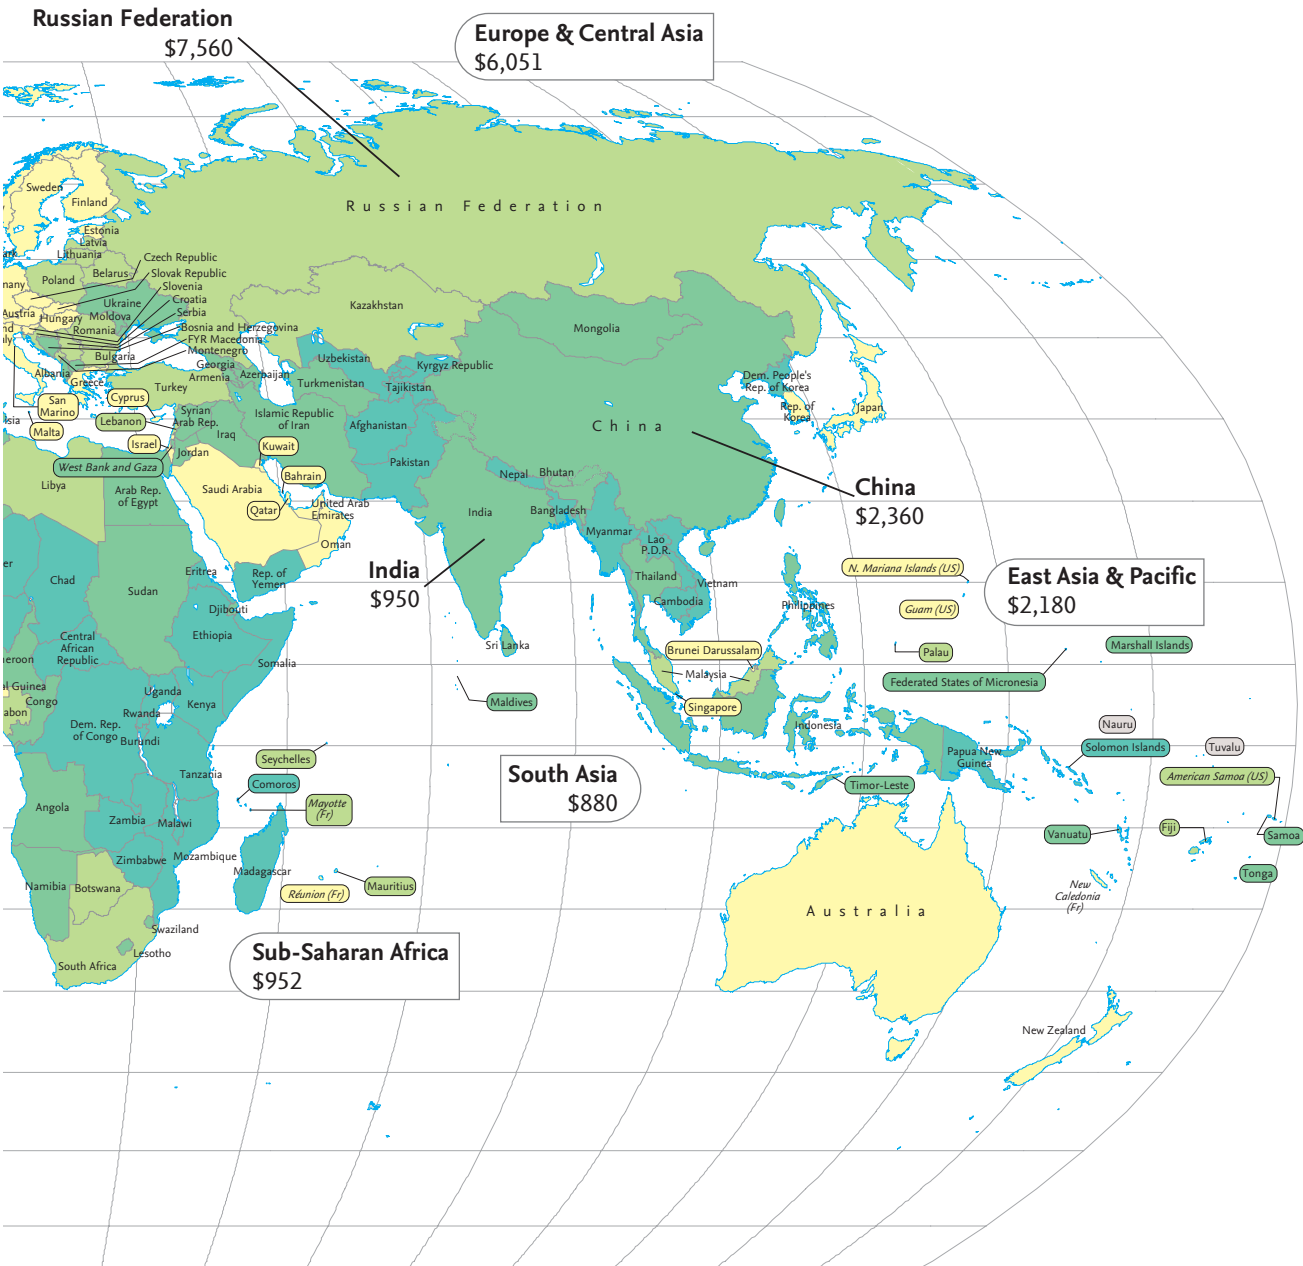 Russian Federation
$7,560
Europe & Central Asia
$6,051
Sweden
Finland
Russian Federation
Estonia
Latvia
Lithuania
Czech Republic
Slovak Republic
Slovenia
Croatia
Serbia
Bosnia and Herzegovina
FYR Macedonia
Montenegro
Belarus
Poland
many
Ukraine
Moldova
Austria
Hungary
Romania
Bulgaria
Albania
Greece
Georgia
Armenia
Azerbaijan
Turkey
Kazakhstan
Mongolia
Uzbekistan
Kyrgyz Republic
Turkmenistan
Tajikistan
Dem. People's
Rep. of Korea
Rep. of
Korea
Japan
San
Marino
Malta
Cyprus
Lebanon
Israel
West Bank and Gaza
Syrian
Arab Rep.
Iraq
Jordan
Islamic Republic
of Iran
Afghanistan
Pakistan
China
Kuwait
Bahrain
Qatar
Saudi Arabia
United Arab
Emirates
Oman
Libya
Arab Rep.
of Egypt
Nepal
Bhutan
India
Bangladesh
Myanmar
Lao
P.D.R.
Thailand
Vietnam
Cambodia
Philippines
China
$2,360
India
$950
East Asia & Pacific
$2,180
N. Mariana Islands (US)
Guam (US)
Palau
Marshall Islands
Federated States of Micronesia
Chad
Sudan
Eritrea
Rep. of
Yemen
Djibouti
Ethiopia
Central
African
Republic
Somalia
Sri Lanka
Maldives
Brunei Darussalam
Malaysia
Singapore
Indonesia
Papua New
Guinea
Nauru
Solomon Islands
Tuvalu
American Samoa (US)
Timor-Leste
Vanuatu
Fiji
Samoa
Tonga
New
Caledonia
(Fr)
Congo
Uganda
Rwanda
Kenya
Dem. Rep.
of Congo
Burundi
Tanzania
Seychelles
Comoros
Mayotte
(Fr)
South Asia
$880
Angola
Zambia
Malawi
Mozambique
Zimbabwe
Madagascar
Réunion (Fr)
Mauritius
Namibia
Botswana
Swaziland
Lesotho
South Africa
Sub-Saharan Africa
$952
Australia
New Zealand